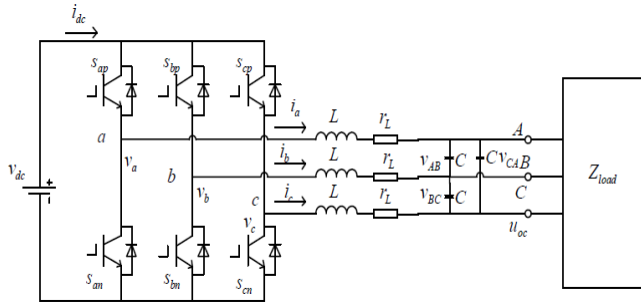 i_dc
s_ap s_bp s_cp
i_a L r_L A
a
v_a
i_b L r_L v_AB C C v_CA B
v_dc
b
v_b
Z_load
i_c L r_L v_BC C C
c
v_c
u_oc
s_an s_bn s_cn